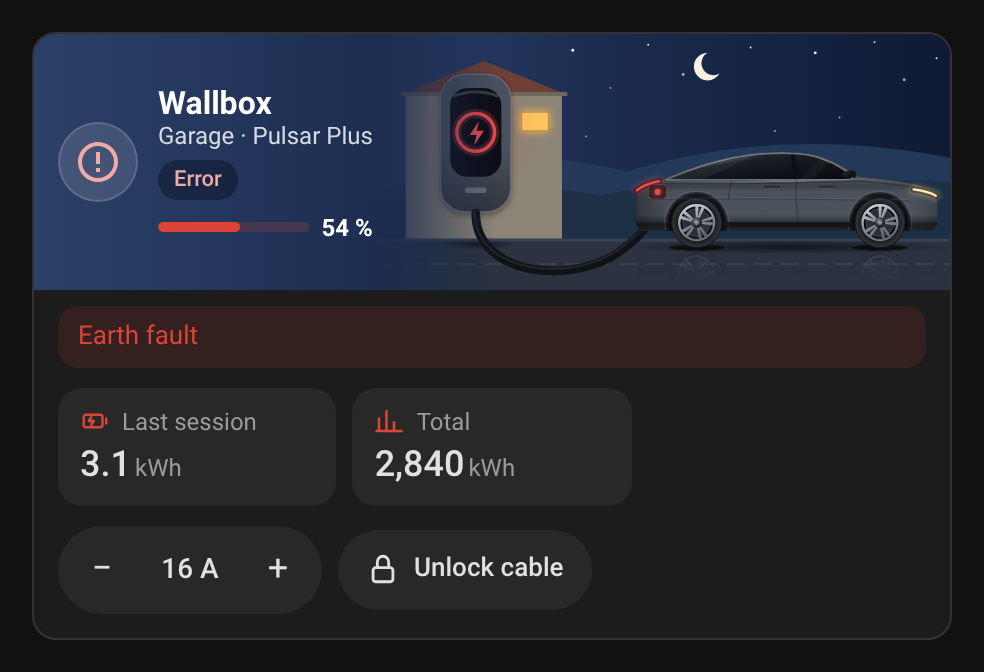 Wallbox
Garage · Pulsar Plus
Error
54 %
Earth fault
Last session
3.1 kWh
Total
2,840 kWh
− 16 A +
Unlock cable